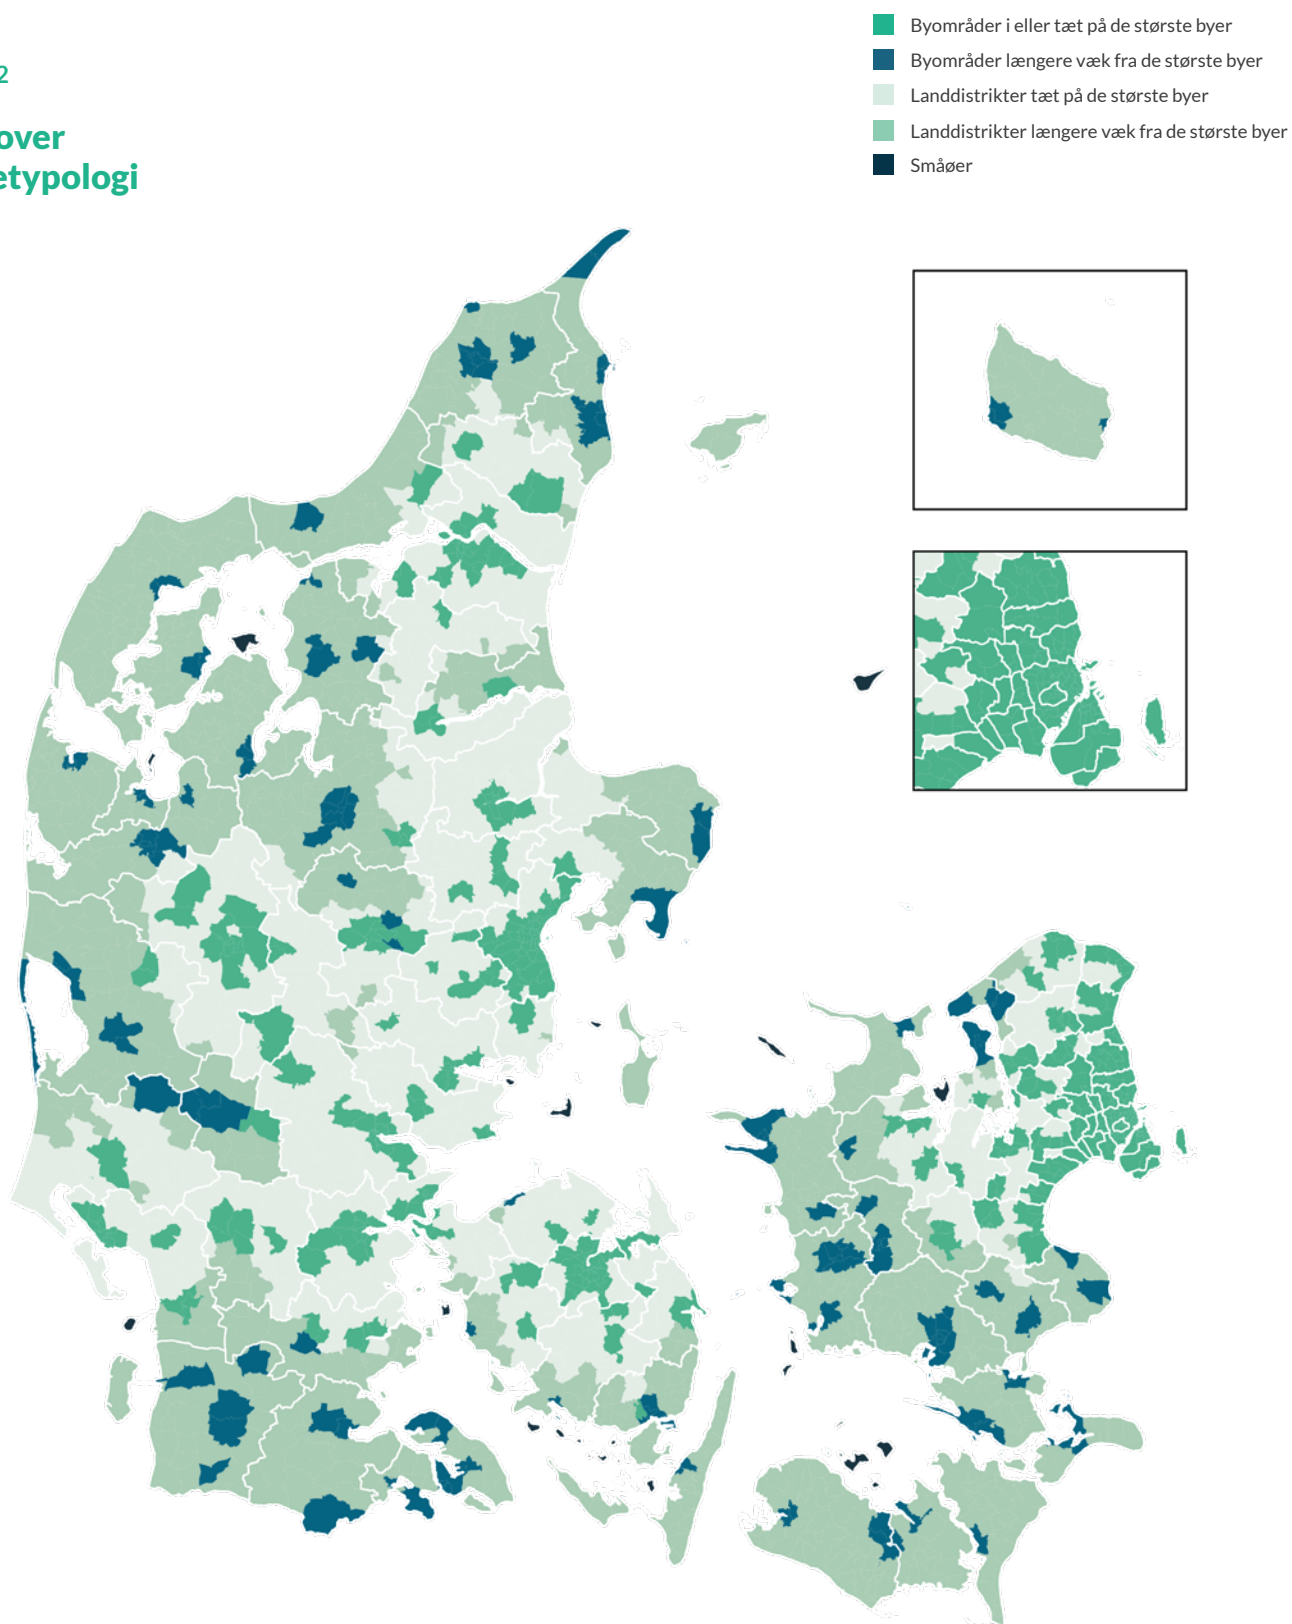 Byområder i eller tæt på de største byer
Byområder længere væk fra de største byer
Landdistrikter tæt på de største byer
Landdistrikter længere væk fra de største byer
Småøer
2
over
etypologi